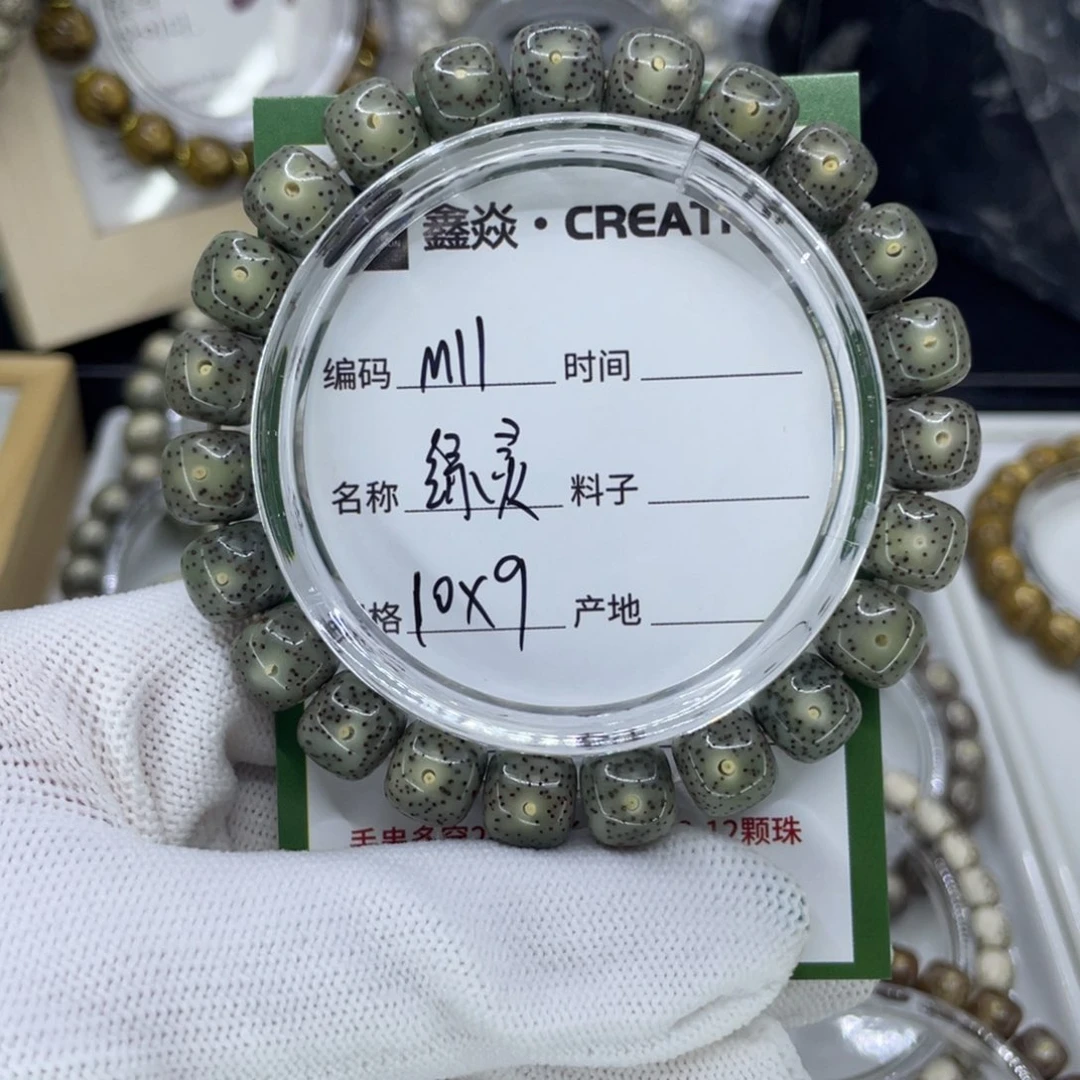 鑫焱·CREATI
编码 M11 时间
名称 绿灵 料子
格 10X9 产地
12颗珠